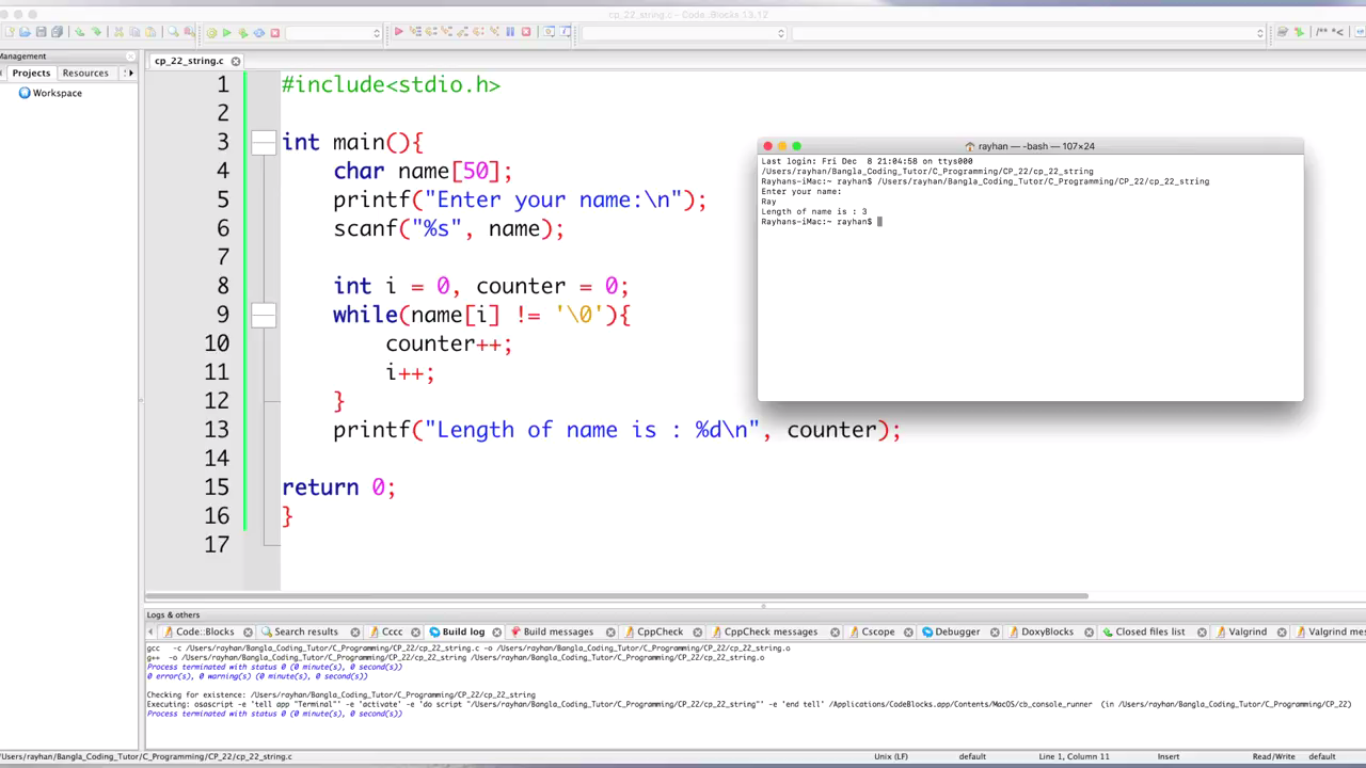 cp_22_string.c - Code::Blocks 13.12
/** *<
Management
Projects Resources
Workspace
cp_22_string.c
1 #include<stdio.h>
2
3 int main(){
4 char name[50];
5 printf("Enter your name:\n");
6 scanf("%s", name);
7
8 int i = 0, counter = 0;
9 while(name[i] != '\0'){
10 counter++;
11 i++;
12 }
13 printf("Length of name is : %d\n", counter);
14
15 return 0;
16 }
17
rayhan — -bash — 107×24
Last login: Fri Dec  8 21:04:58 on ttys000
/Users/rayhan/Bangla_Coding_Tutor/C_Programming/CP_22/cp_22_string
Rayhans-iMac:~ rayhan$ /Users/rayhan/Bangla_Coding_Tutor/C_Programming/CP_22/cp_22_string
Enter your name:
Ray
Length of name is : 3
Rayhans-iMac:~ rayhan$
Logs & others
Code::Blocks Search results Cccc Build log Build messages CppCheck CppCheck messages Cscope Debugger DoxyBlocks Closed files list Valgrind Valgrind mes
gcc   -c /Users/rayhan/Bangla_Coding_Tutor/C_Programming/CP_22/cp_22_string.c -o /Users/rayhan/Bangla_Coding_Tutor/C_Programming/CP_22/cp_22_string.o
g++  -o /Users/rayhan/Bangla_Coding_Tutor/C_Programming/CP_22/cp_22_string /Users/rayhan/Bangla_Coding_Tutor/C_Programming/CP_22/cp_22_string.o
Process terminated with status 0 (0 minute(s), 0 second(s))
0 error(s), 0 warning(s) (0 minute(s), 0 second(s))
Checking for existence: /Users/rayhan/Bangla_Coding_Tutor/C_Programming/CP_22/cp_22_string
Executing: osascript -e 'tell app "Terminal"' -e 'activate' -e 'do script "/Users/rayhan/Bangla_Coding_Tutor/C_Programming/CP_22/cp_22_string"' -e 'end tell' /Applications/CodeBlocks.app/Contents/MacOS/cb_console_runner  (in /Users/rayhan/Bangla_Coding_Tutor/C_Programming/CP_22)
Process terminated with status 0 (0 minute(s), 0 second(s))
/Users/rayhan/Bangla_Coding_Tutor/C_Programming/CP_22/cp_22_string.c Unix (LF) default Line 1, Column 11 Insert Read/Write default